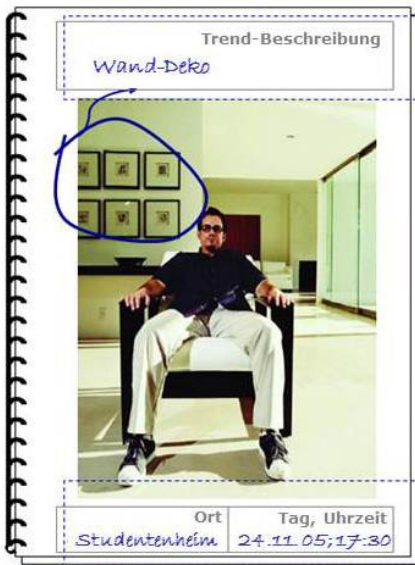 Trend-Beschreibung
Wand-Deko
Ort
Tag, Uhrzeit
Studentenheim
24.11.05;17:30